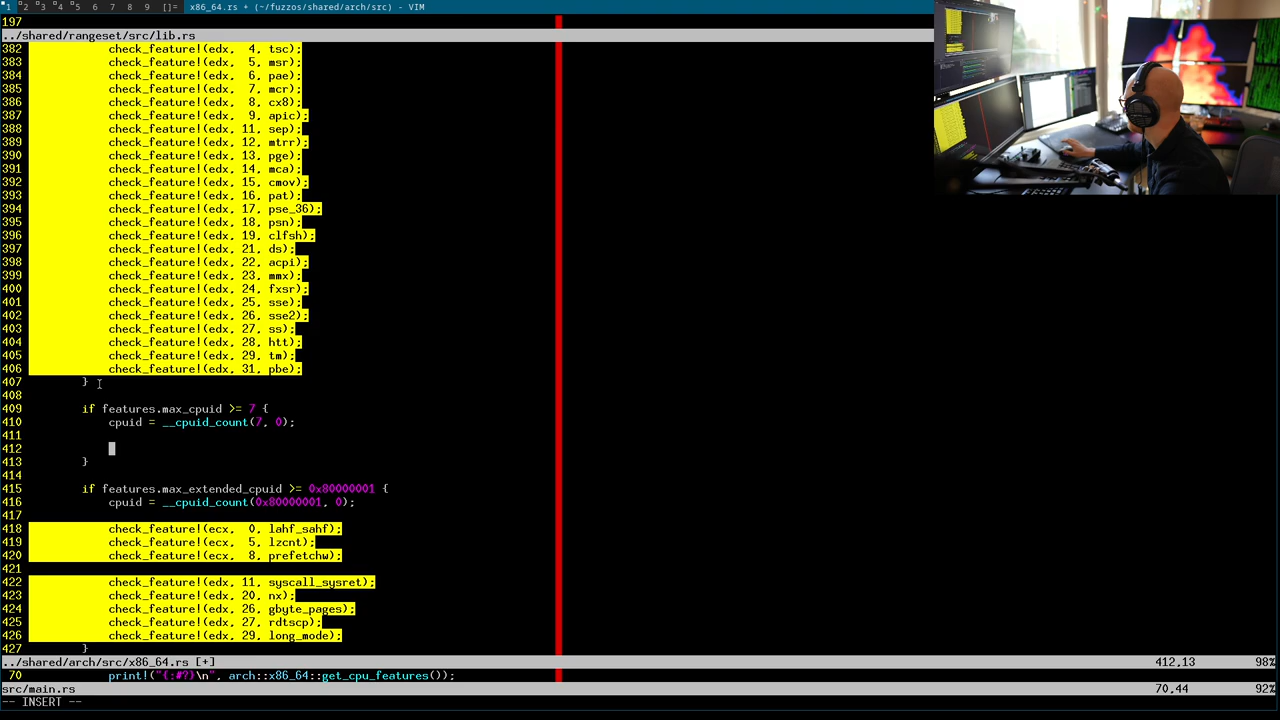 1 2 3 4 5 6 7 8 9 []= x86_64.rs + (~/fuzzos/shared/arch/src) - VIM
197
../shared/rangeset/src/lib.rs
382 check_feature!(edx, 4, tsc);
383 check_feature!(edx, 5, msr);
384 check_feature!(edx, 6, pae);
385 check_feature!(edx, 7, mcr);
386 check_feature!(edx, 8, cx8);
387 check_feature!(edx, 9, apic);
388 check_feature!(edx, 11, sep);
389 check_feature!(edx, 12, mtrr);
390 check_feature!(edx, 13, pge);
391 check_feature!(edx, 14, mca);
392 check_feature!(edx, 15, cmov);
393 check_feature!(edx, 16, pat);
394 check_feature!(edx, 17, pse_36);
395 check_feature!(edx, 18, psn);
396 check_feature!(edx, 19, clfsh);
397 check_feature!(edx, 21, ds);
398 check_feature!(edx, 22, acpi);
399 check_feature!(edx, 23, mmx);
400 check_feature!(edx, 24, fxsr);
401 check_feature!(edx, 25, sse);
402 check_feature!(edx, 26, sse2);
403 check_feature!(edx, 27, ss);
404 check_feature!(edx, 28, htt);
405 check_feature!(edx, 29, tm);
406 check_feature!(edx, 31, pbe);
407 }
408
409 if features.max_cpuid >= 7 {
410 cpuid = __cpuid_count(7, 0);
411
412
413 }
414
415 if features.max_extended_cpuid >= 0x80000001 {
416 cpuid = __cpuid_count(0x80000001, 0);
417
418 check_feature!(ecx, 0, lahf_sahf);
419 check_feature!(ecx, 5, lzcnt);
420 check_feature!(ecx, 8, prefetchw);
421
422 check_feature!(edx, 11, syscall_sysret);
423 check_feature!(edx, 20, nx);
424 check_feature!(edx, 26, gbyte_pages);
425 check_feature!(edx, 27, rdtscp);
426 check_feature!(edx, 29, long_mode);
427 }
../shared/arch/src/x86_64.rs [+] 412,13 98%
70 print!("{:#?}\n", arch::x86_64::get_cpu_features());
src/main.rs 70,44 92%
-- INSERT --